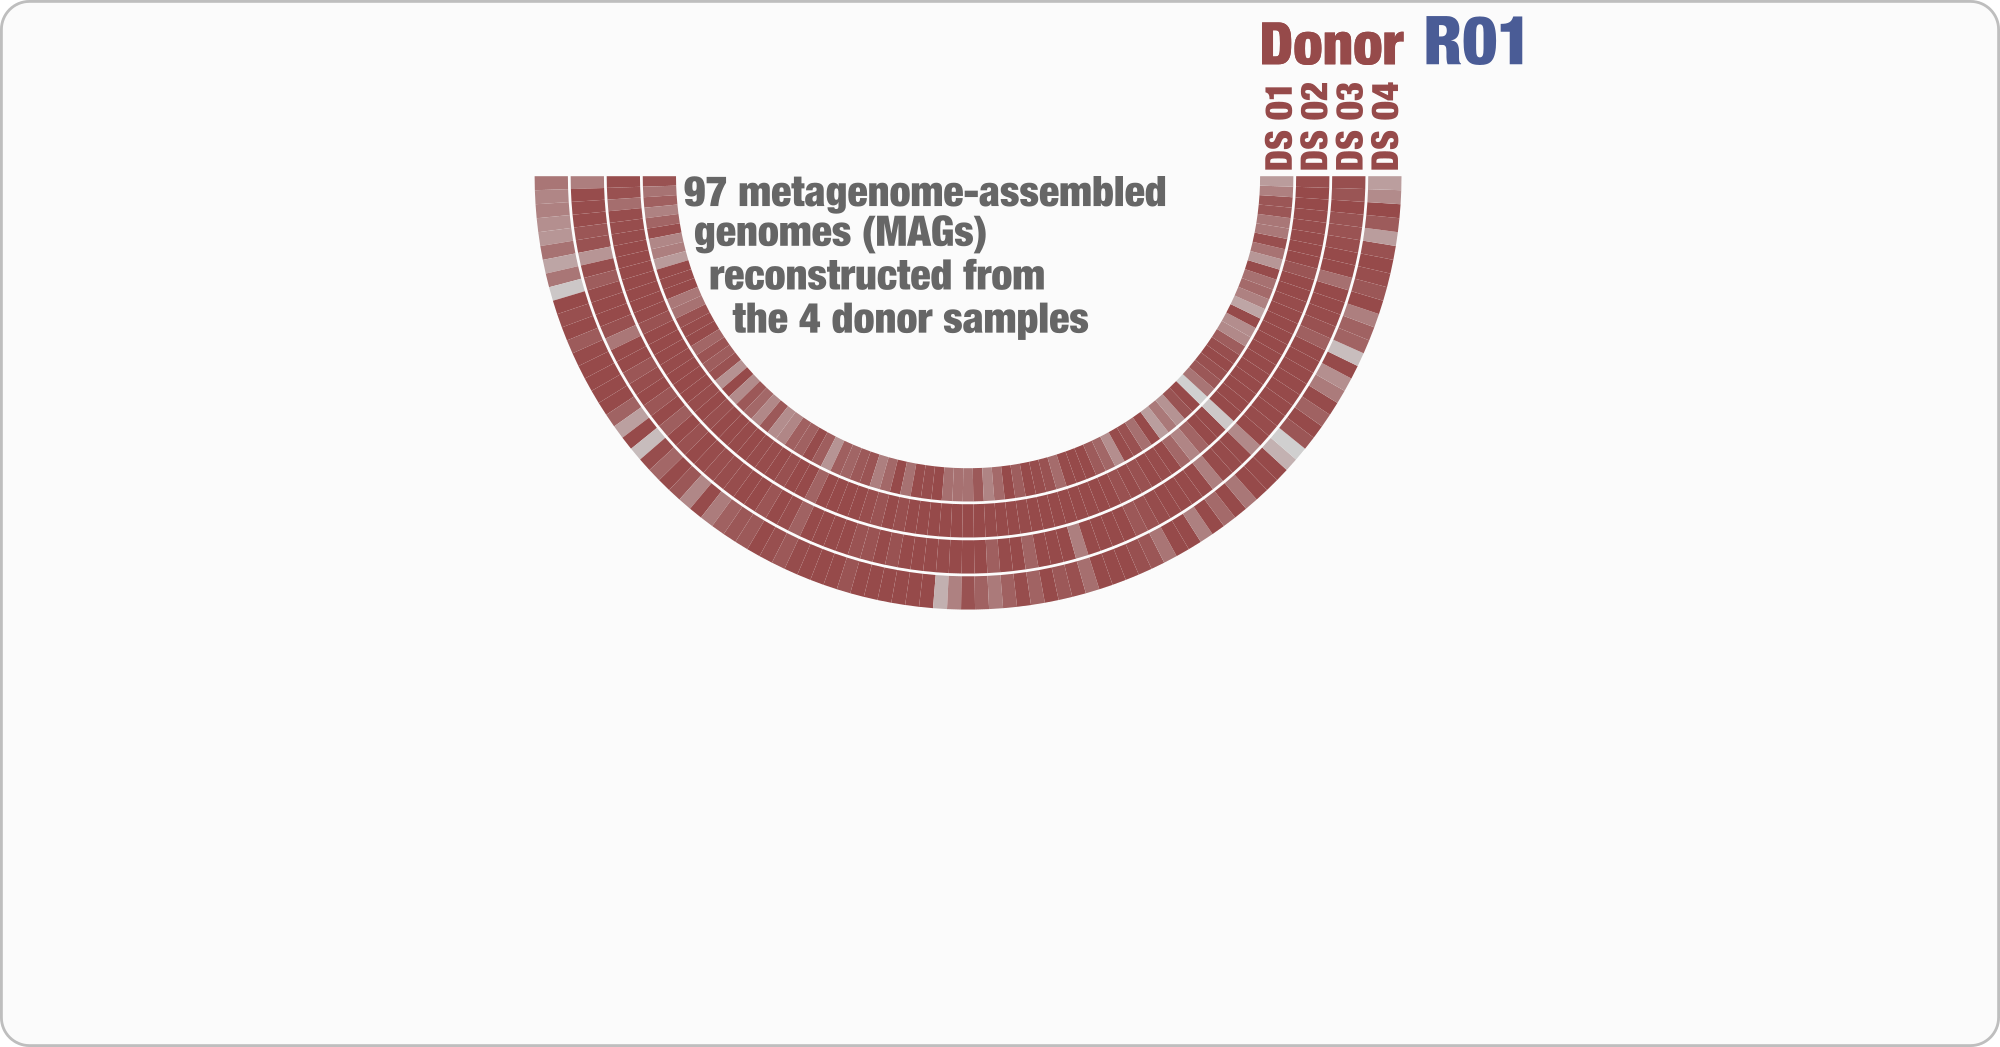 Donor R01
DS 01
DS 02
DS 03
DS 04
97 metagenome-assembled
genomes (MAGs)
reconstructed from
the 4 donor samples